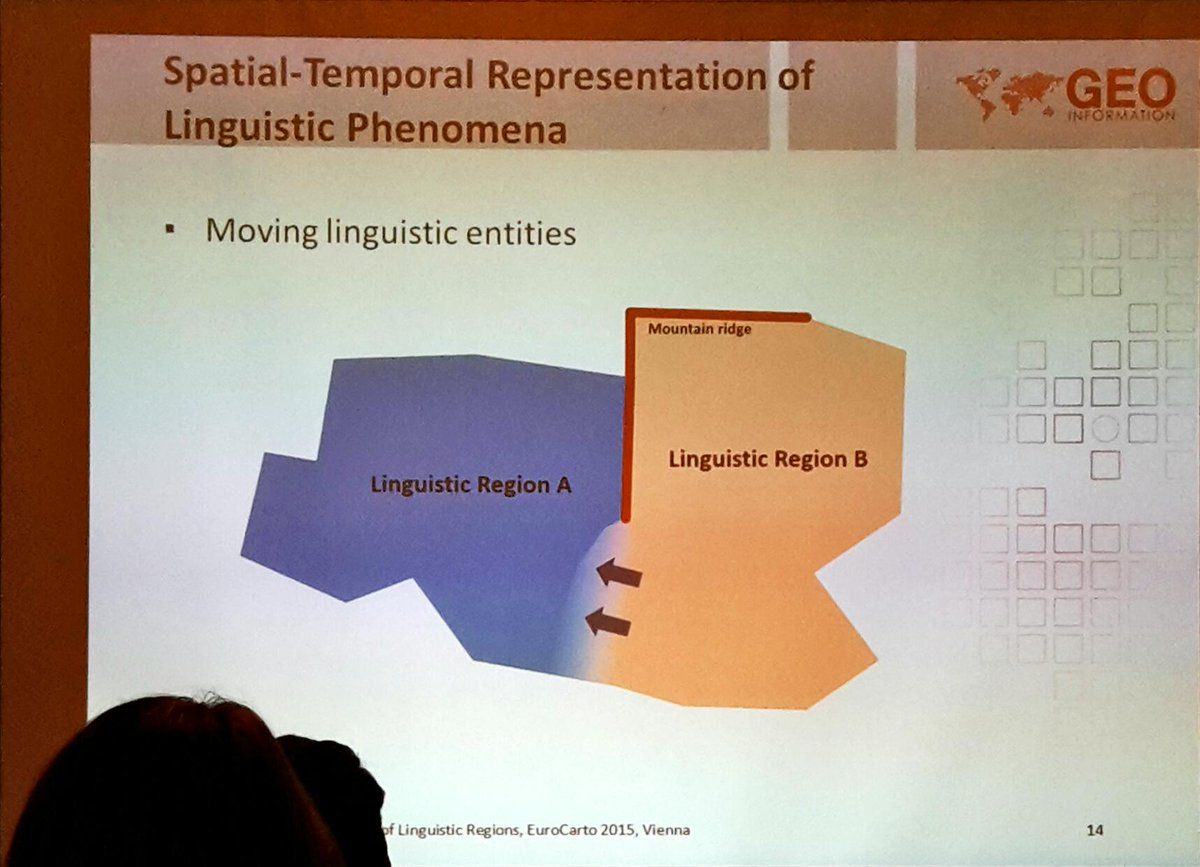 Spatial-Temporal Representation of
Linguistic Phenomena
GEO
INFORMATION
▪ Moving linguistic entities
Mountain ridge
Linguistic Region A
Linguistic Region B
of Linguistic Regions, EuroCarto 2015, Vienna
14